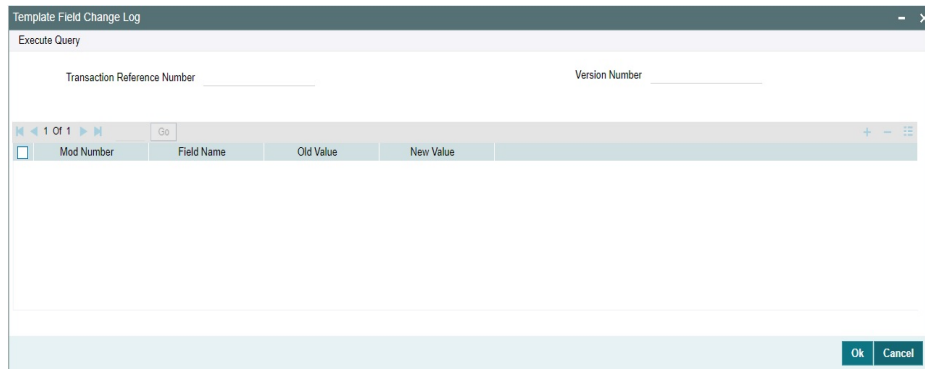 Template Field Change Log
Execute Query
Transaction Reference Number Version Number
1 Of 1 Go
Mod Number Field Name Old Value New Value
Ok Cancel